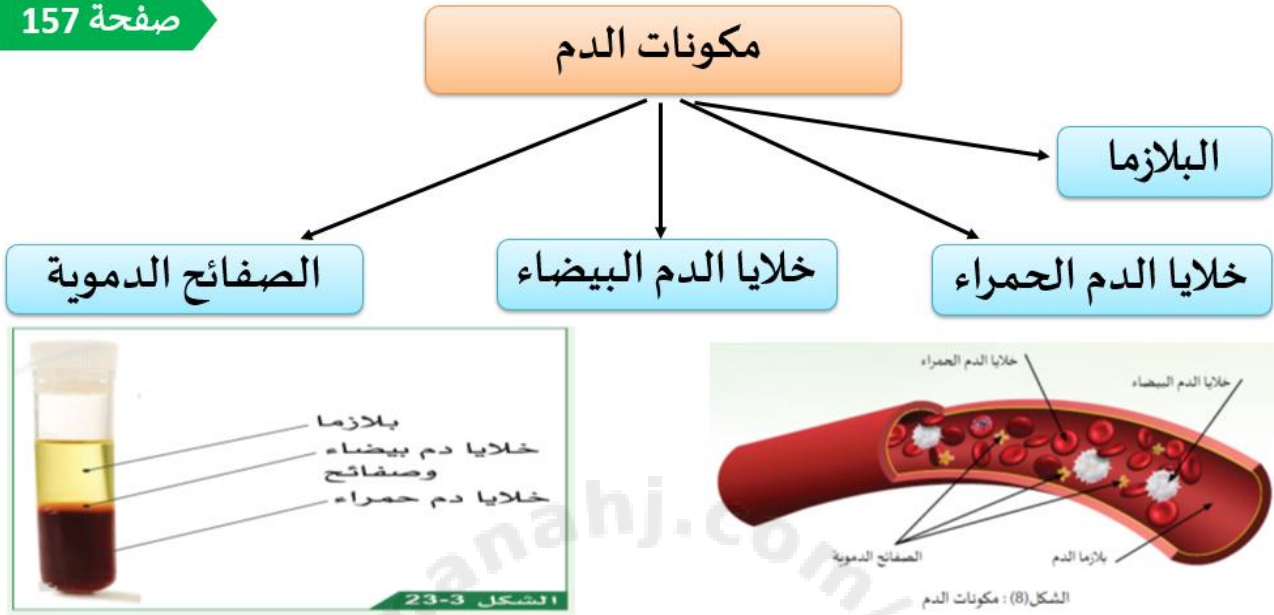 صفحة 157
مكونات الدم
البلازما
خلايا الدم الحمراء
خلايا الدم البيضاء
الصفائح الدموية
خلايا الدم الحمراء
خلايا الدم البيضاء
الصفائح الدموية
بلازما الدم
الشكل(8) : مكونات الدم
بلازما
خلايا دم بيضاء
وصفائح
خلايا دم حمراء
الشكل 3-23
anahj.com/